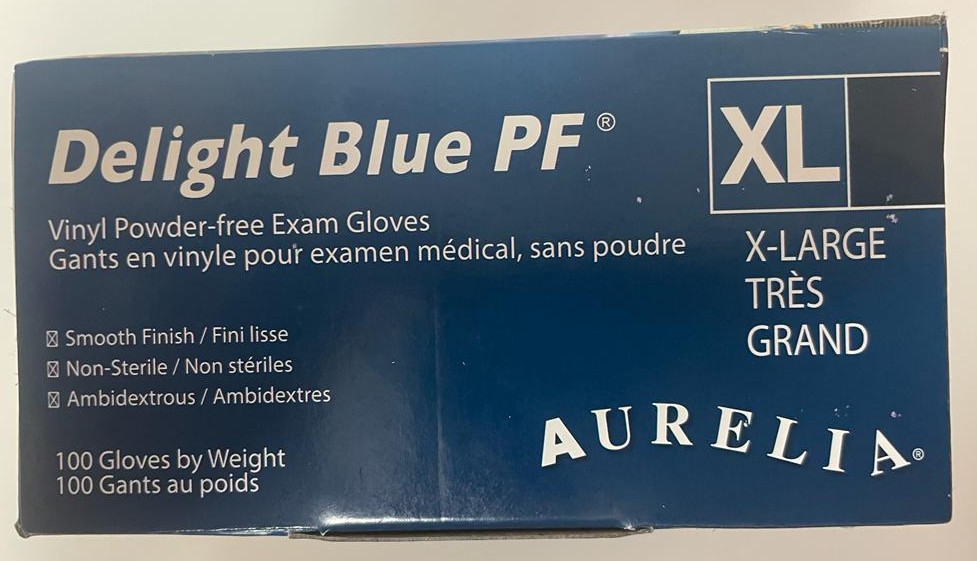 Delight Blue PF®
XL
Vinyl Powder-free Exam Gloves
Gants en vinyle pour examen médical, sans poudre
X-LARGE
TRÈS
GRAND
☒ Smooth Finish / Fini lisse
☒ Non-Sterile / Non stériles
☒ Ambidextrous / Ambidextres
100 Gloves by Weight
100 Gants au poids
AURELIA®